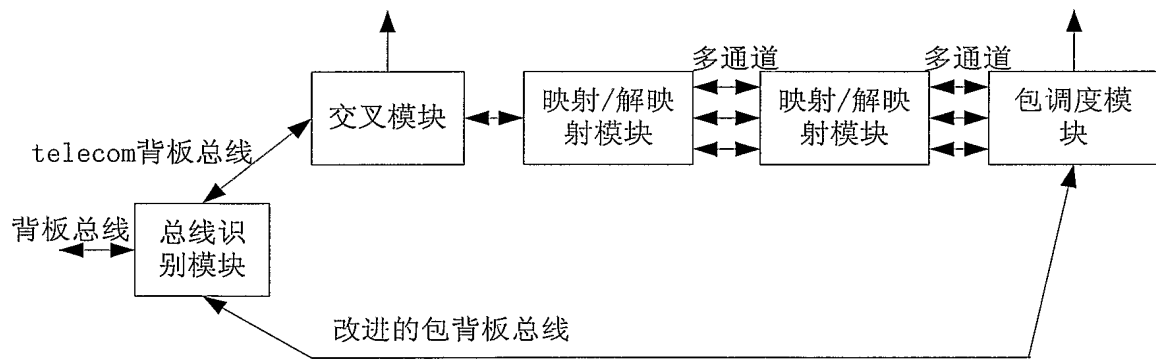 多通道
多通道
交叉模块
映射/解映
射模块
映射/解映
射模块
包调度模
块
telecom背板总线
背板总线
总线识
别模块
改进的包背板总线